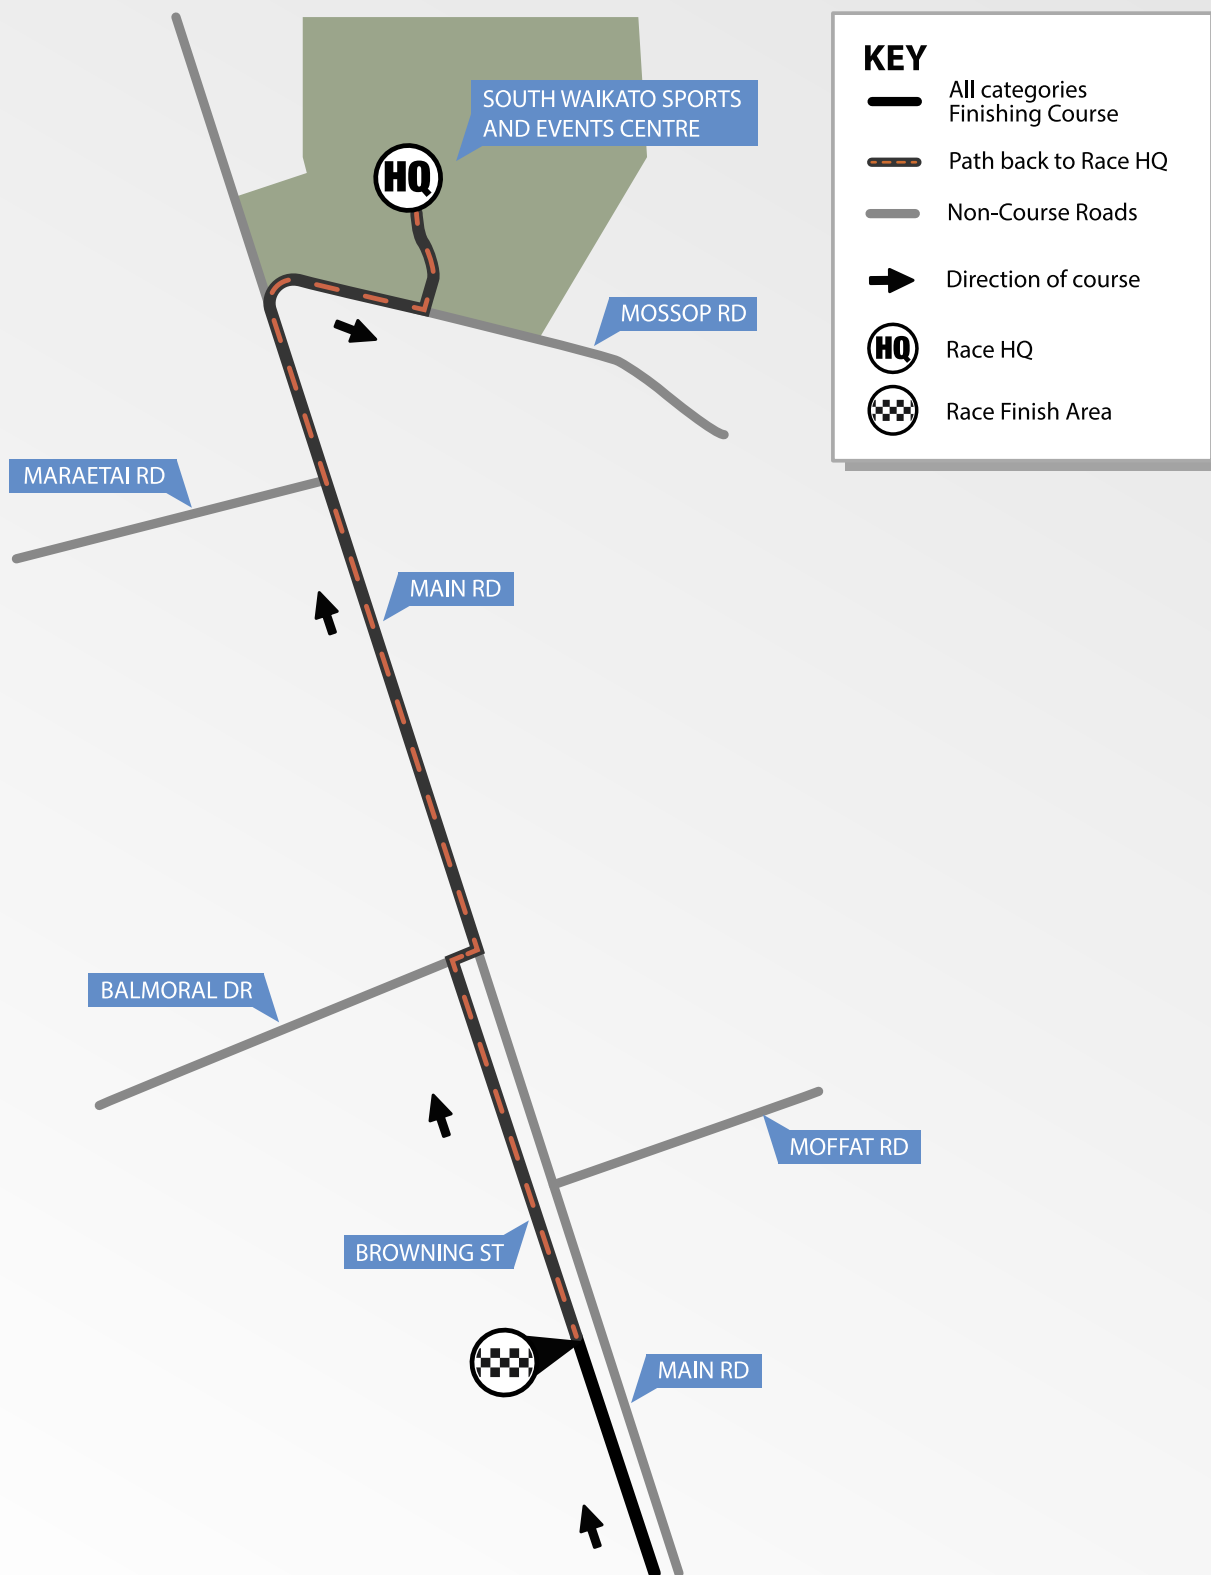 SOUTH WAIKATO SPORTS
AND EVENTS CENTRE
HQ
MOSSOP RD
MARAETAI RD
MAIN RD
BALMORAL DR
MOFFAT RD
BROWNING ST
MAIN RD
KEY
All categories
Finishing Course
Path back to Race HQ
Non-Course Roads
Direction of course
HQ Race HQ
Race Finish Area